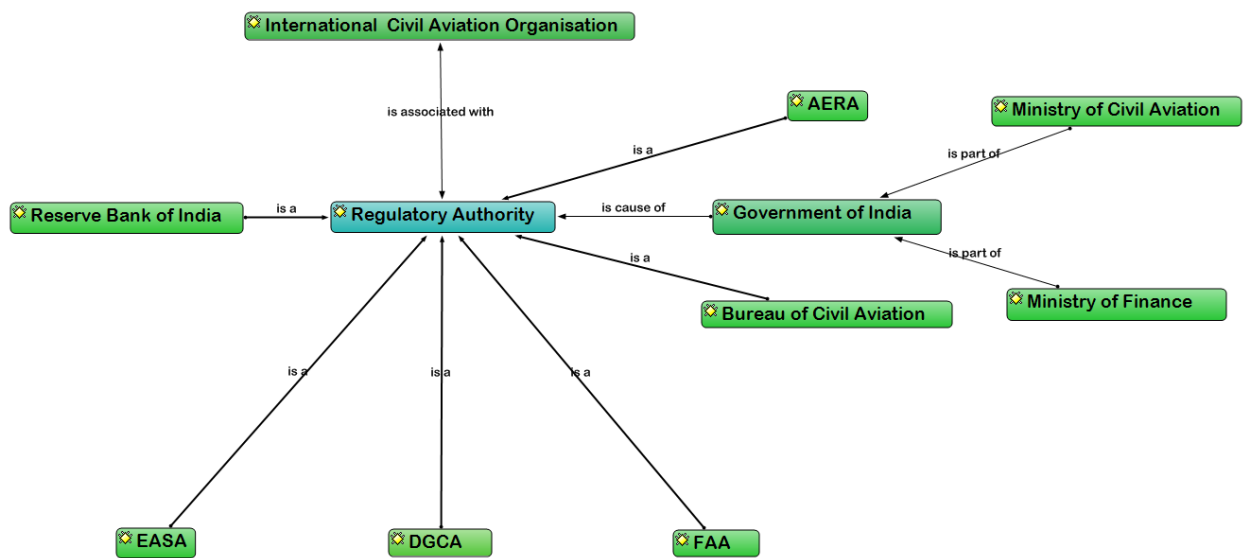 International  Civil Aviation Organisation
is associated with
AERA
Ministry of Civil Aviation
is a
is part of
Reserve Bank of India
is a
Regulatory Authority
is cause of
Government of India
is a
is part of
Bureau of Civil Aviation
Ministry of Finance
is a
is a
is a
EASA
DGCA
FAA